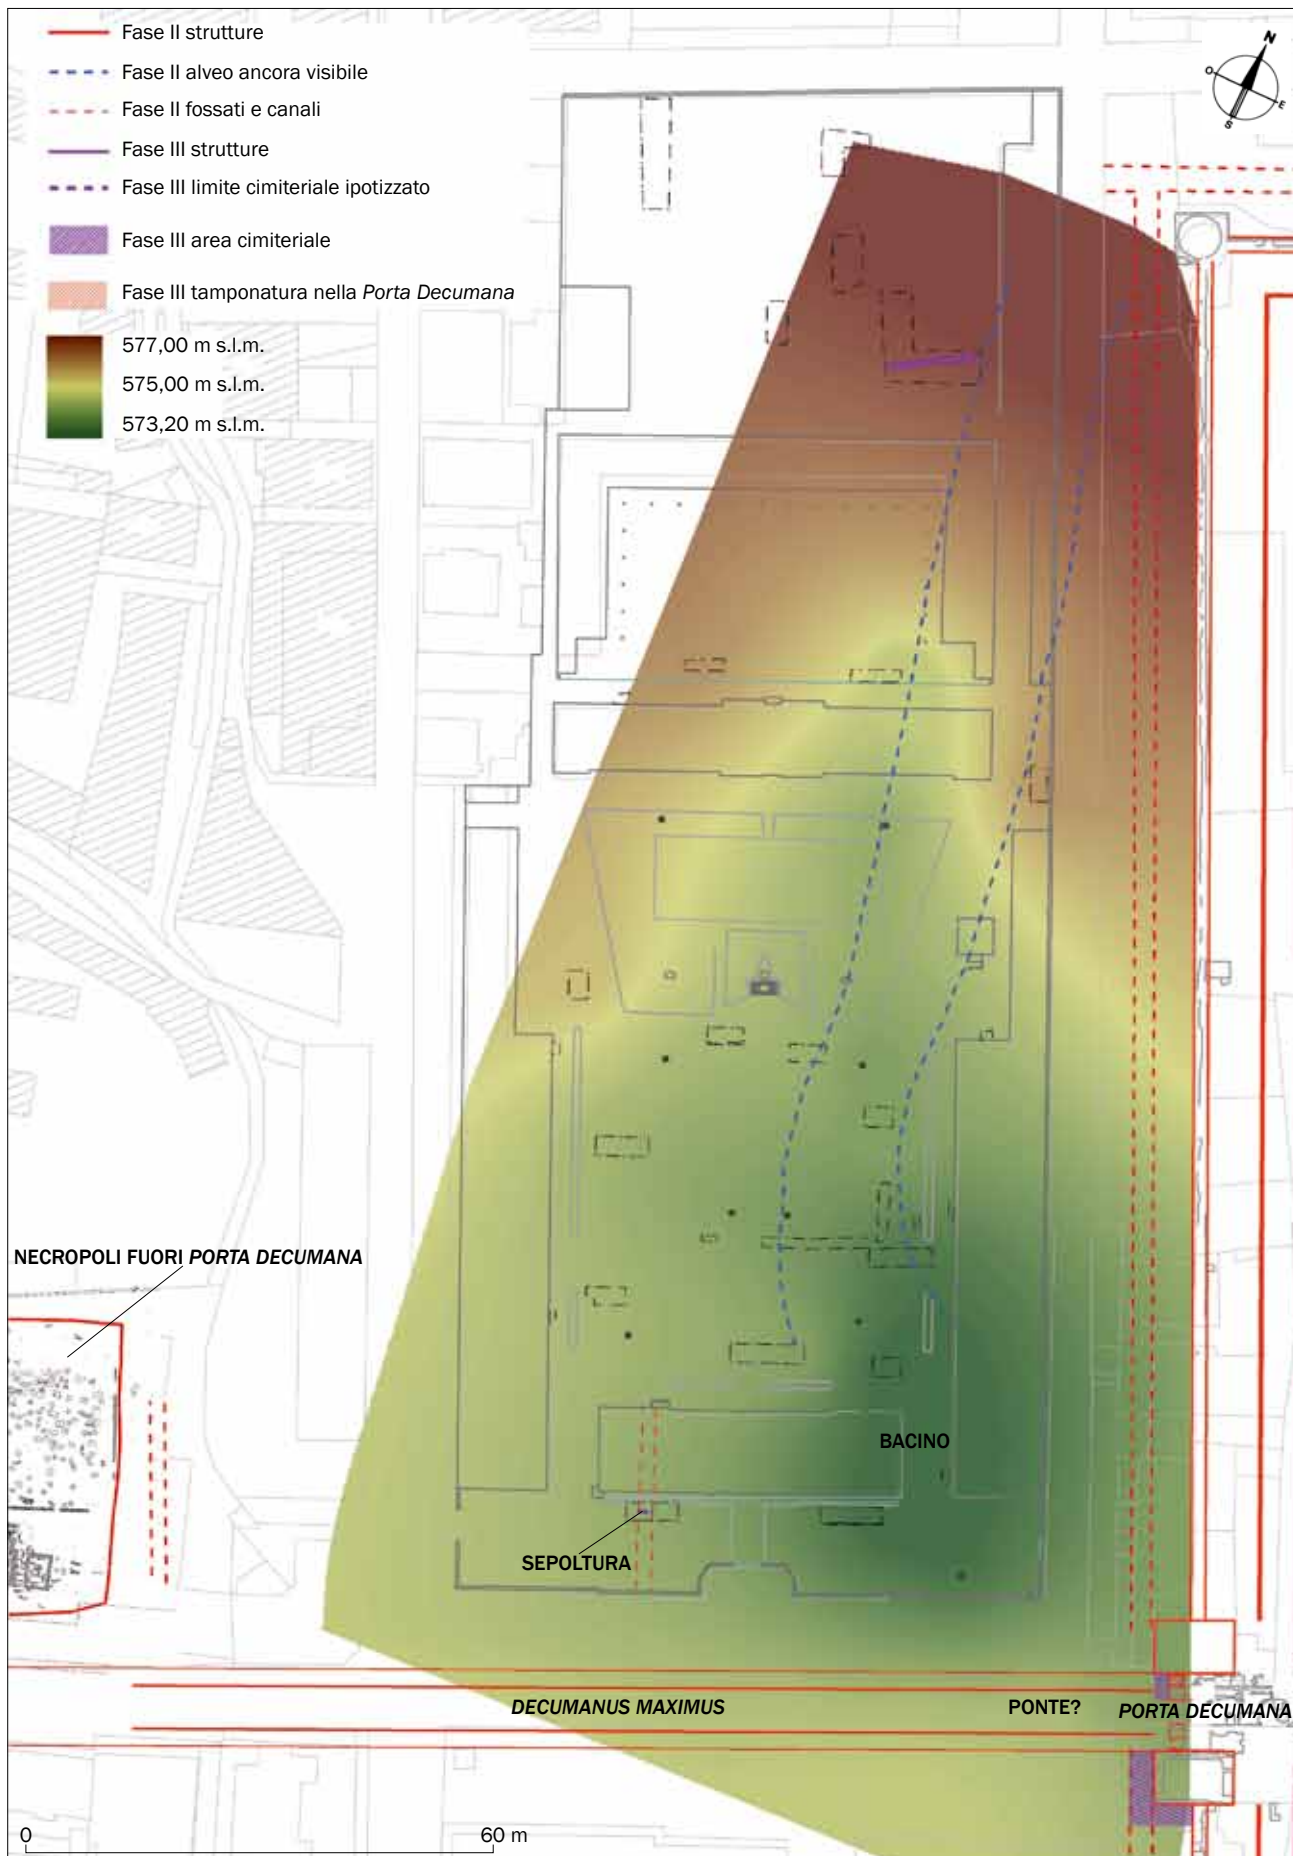 Fase II strutture
Fase II alveo ancora visibile
Fase II fossati e canali
Fase III strutture
Fase III limite cimiteriale ipotizzato
Fase III area cimiteriale
Fase III tamponatura nella Porta Decumana
577,00 m s.l.m.
575,00 m s.l.m.
573,20 m s.l.m.
N
O
E
S
NECROPOLI FUORI PORTA DECUMANA
BACINO
SEPOLTURA
DECUMANUS MAXIMUS
PONTE?
PORTA DECUMANA
0
60 m